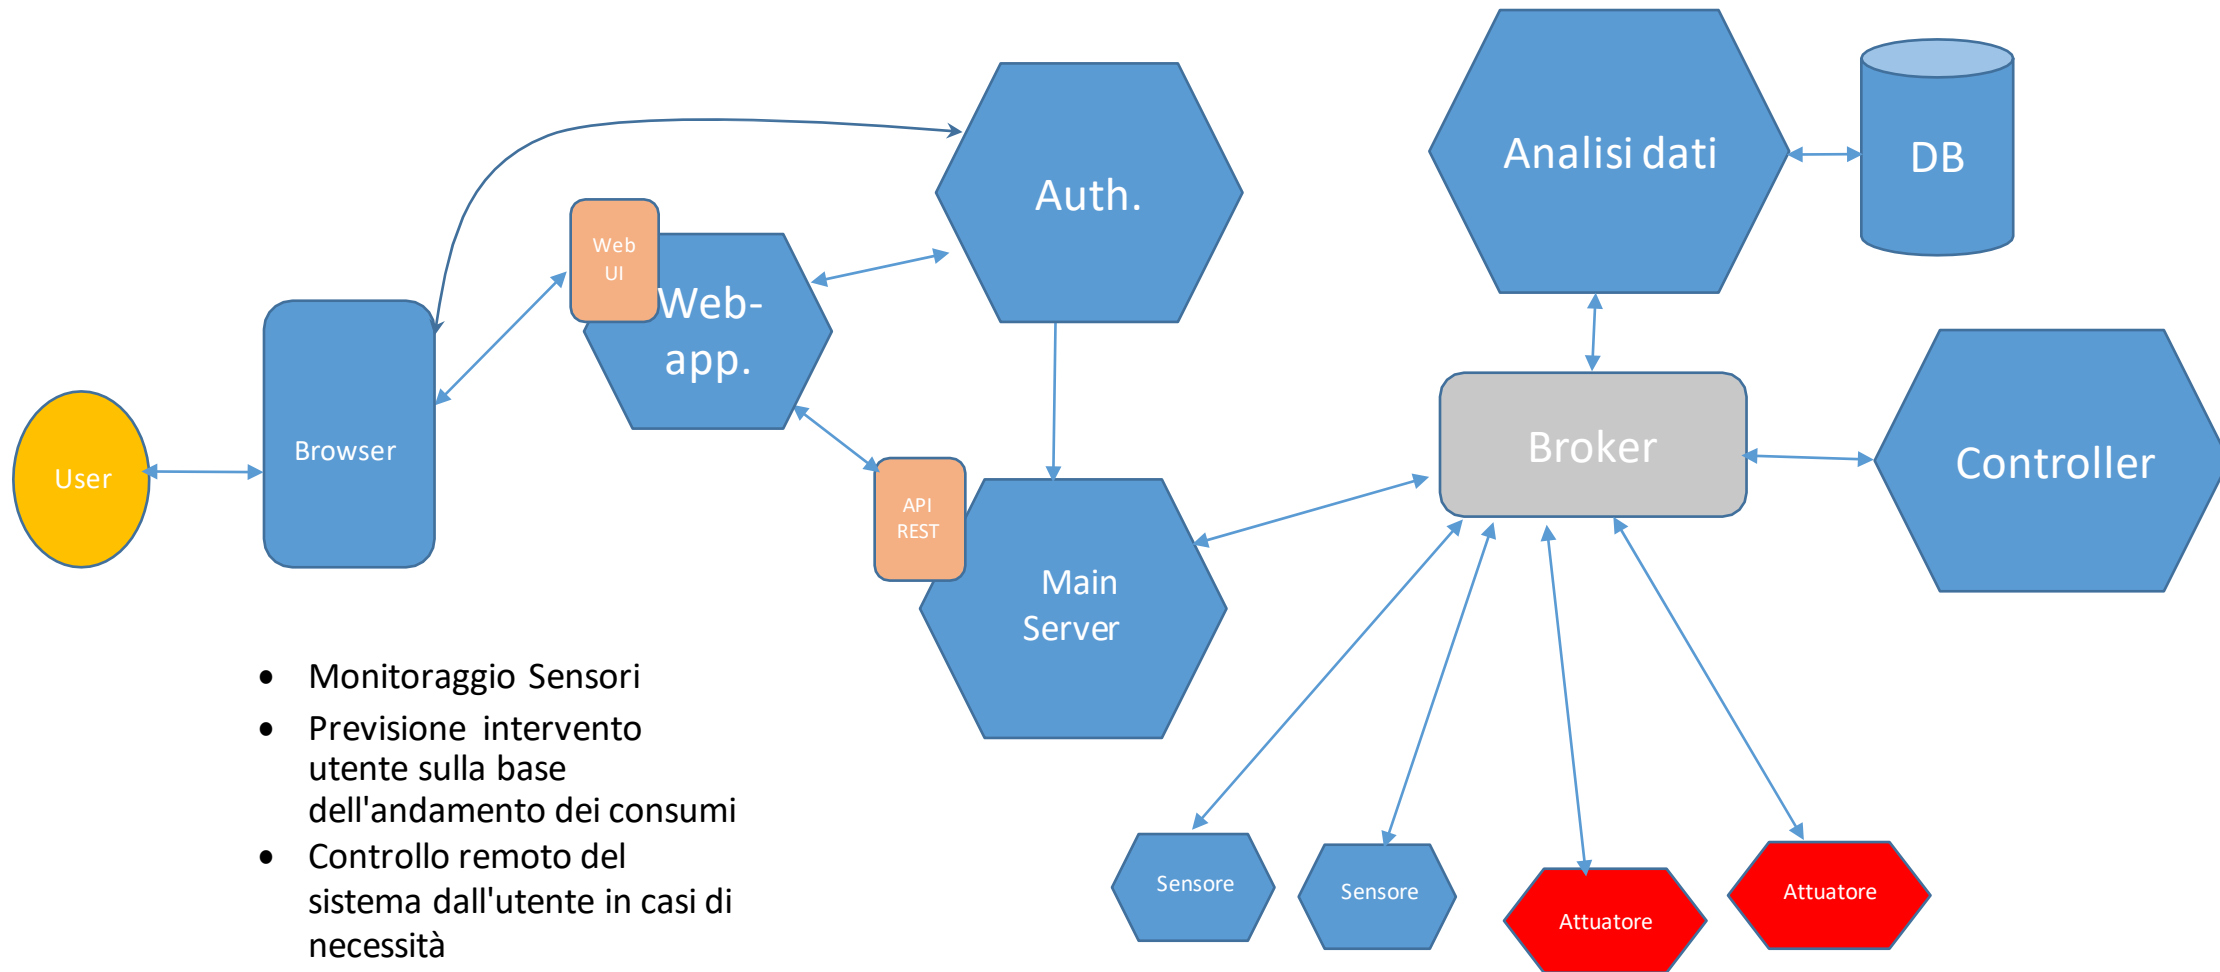 Analisi dati
DB
Auth.
Web
UI
Web-
app.
Browser
User
Broker
Controller
API
REST
Main
Server
• Monitoraggio Sensori
• Previsione intervento
utente sulla base
dell'andamento dei consumi
• Controllo remoto del
sistema dall'utente in casi di
necessità
Sensore
Sensore
Attuatore
Attuatore